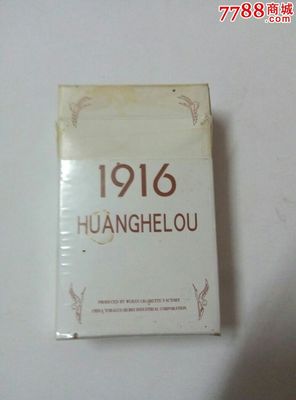 7788商城
1916
HUANGHELOU
PRODUCED BY WUHAN CIGARETTE FACTORY
CHINA TOBACCO HUBEI INDUSTRIAL CORPORATION